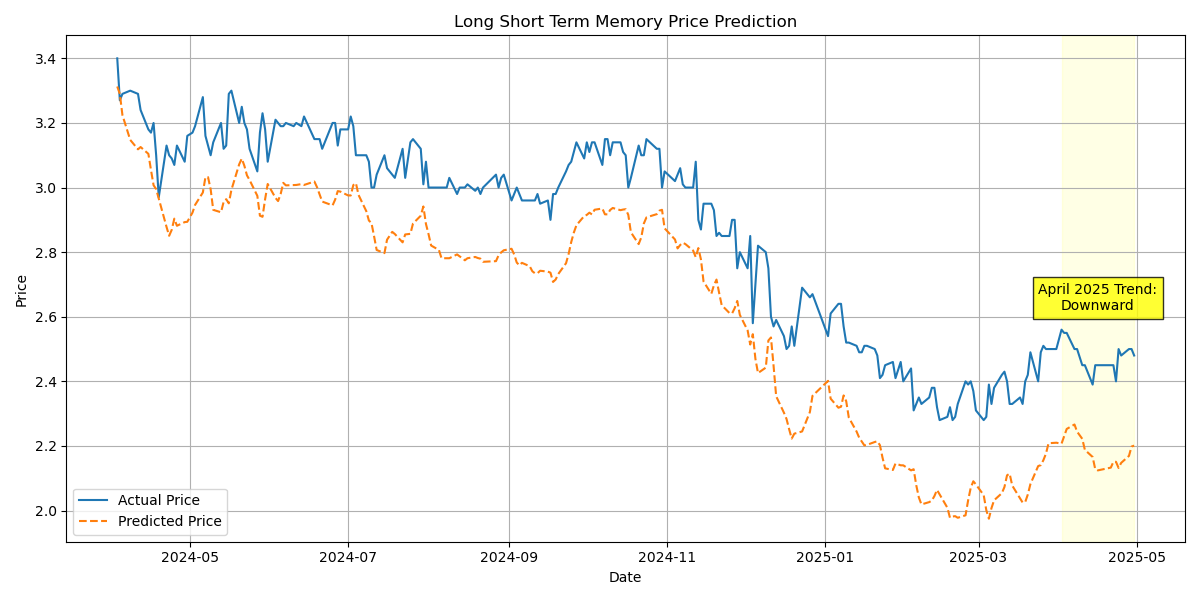 Long Short Term Memory Price Prediction
Price
3.4
3.2
3.0
2.8
2.6
2.4
2.2
2.0
April 2025 Trend:
Downward
Actual Price
Predicted Price
2024-05
2024-07
2024-09
2024-11
2025-01
2025-03
2025-05
Date